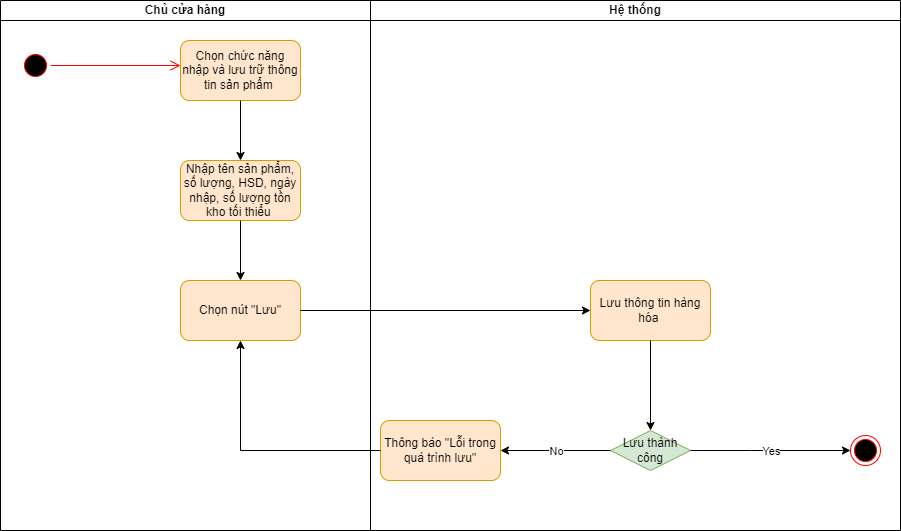 Chủ cửa hàng
Hệ thống
Chọn chức năng
nhập và lưu trữ thông
tin sản phẩm
Nhập tên sản phẩm,
số lượng, HSD, ngày
nhập, số lượng tồn
kho tối thiểu
Chọn nút "Lưu"
Lưu thông tin hàng
hóa
Thông báo "Lỗi trong
quá trình lưu"
No
Lưu thành
công
Yes